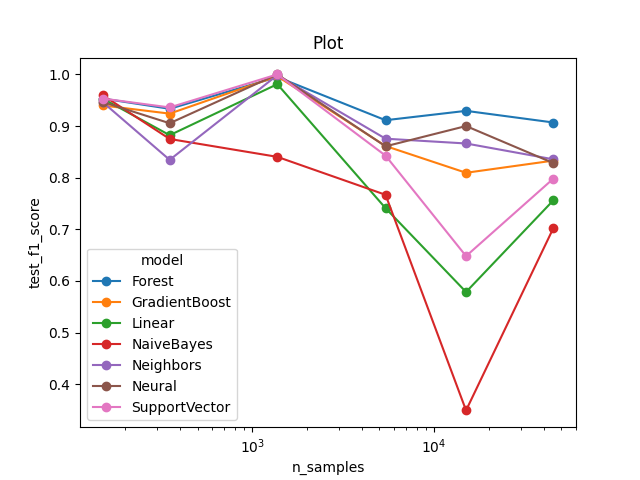 Plot
test_f1_score
1.0
0.9
0.8
0.7
0.6
0.5
0.4
model
Forest
GradientBoost
Linear
NaiveBayes
Neighbors
Neural
SupportVector
10³
10⁴
n_samples